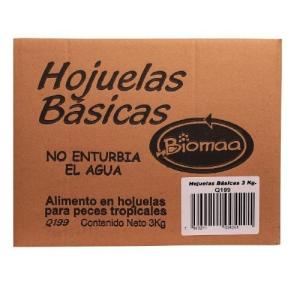 Hojuelas
Básicas
Biomaa
NO ENTURBIA
EL AGUA
Hojuelas Básicas 3 Kg.
Q199
Alimento en hojuelas
para peces tropicales
Q199 Contenido Neto 3Kg